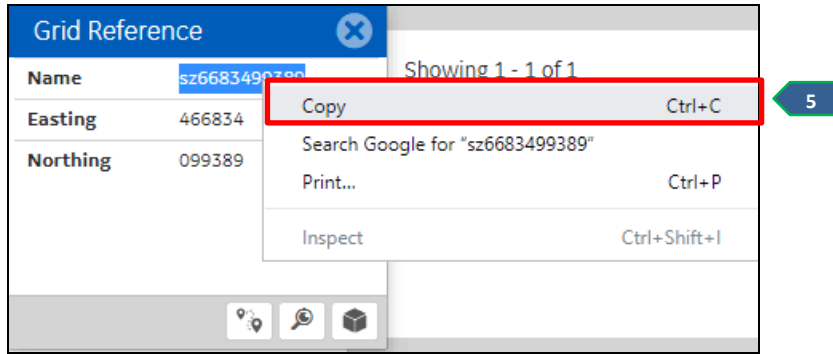 Grid Reference
Showing 1 - 1 of 1
Name sz6683499389
Easting 466834
Northing 099389
Copy Ctrl+C
Search Google for "sz6683499389"
Print... Ctrl+P
Inspect Ctrl+Shift+I
5